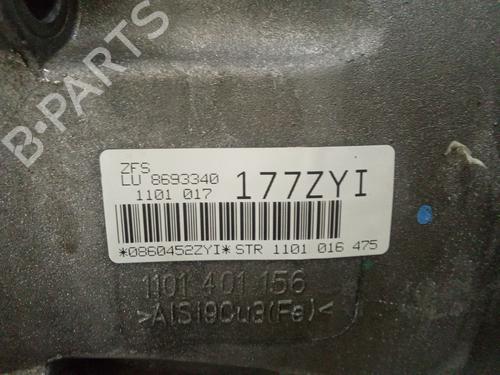 B-PARTS
ZFS
LU 8693340
1101 017
177ZYI
*0860452ZYI* STR 1101 016 475
1101 401 156
>AlSi9Cu3(Fe)<